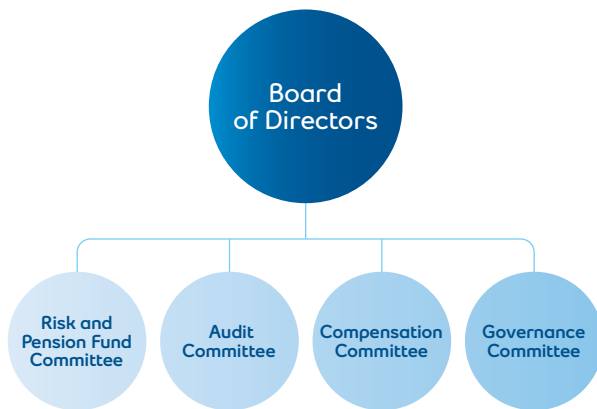 Board
of Directors
Risk and
Pension Fund
Committee
Audit
Committee
Compensation
Committee
Governance
Committee